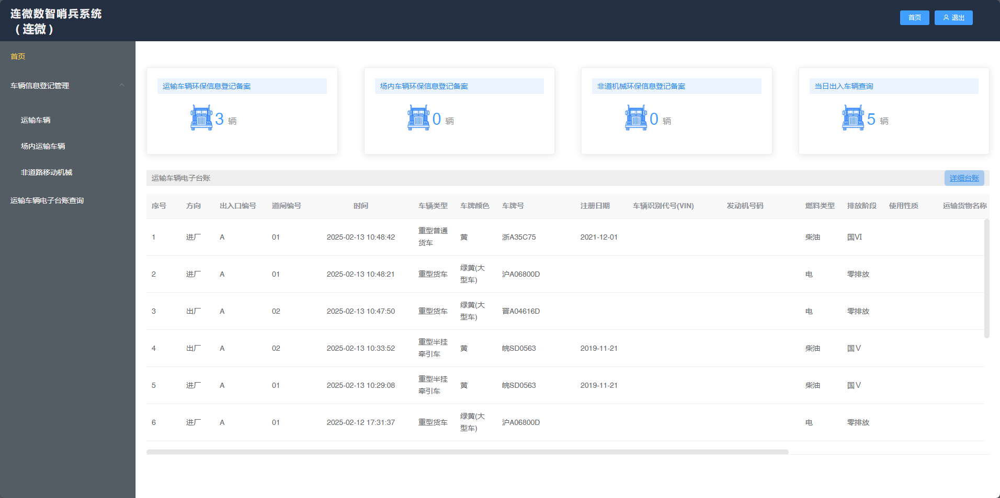 连微数智哨兵系统
（连微）
首页
退出
首页
车辆信息登记管理
运输车辆
场内运输车辆
非道路移动机械
运输车辆电子台账查询
运输车辆环保信息登记备案
3 辆
场内车辆环保信息登记备案
0 辆
非道机械环保信息登记备案
0 辆
当日出入车辆查询
5 辆
运输车辆电子台账 详细台账
序号 方向 出入口编号 道闸编号 时间 车辆类型 车牌颜色 车牌号 注册日期 车辆识别代号(VIN) 发动机号码 燃料类型 排放阶段 使用性质 运输货物名称
1 进厂 A 01 2025-02-13 10:48:42 重型普通货车 黄 浙A35C75 2021-12-01 柴油 国Ⅵ
2 进厂 A 01 2025-02-13 10:48:21 重型货车 绿黄(大型车) 沪A06800D 电 零排放
3 出厂 A 02 2025-02-13 10:47:50 重型货车 绿黄(大型车) 晋A04616D 电 零排放
4 出厂 A 02 2025-02-13 10:33:52 重型半挂牵引车 黄 皖SD0563 2019-11-21 柴油 国Ⅴ
5 进厂 A 01 2025-02-13 10:29:08 重型半挂牵引车 黄 皖SD0563 2019-11-21 柴油 国Ⅴ
6 进厂 A 01 2025-02-12 17:31:37 重型货车 绿黄(大型车) 沪A06800D 电 零排放